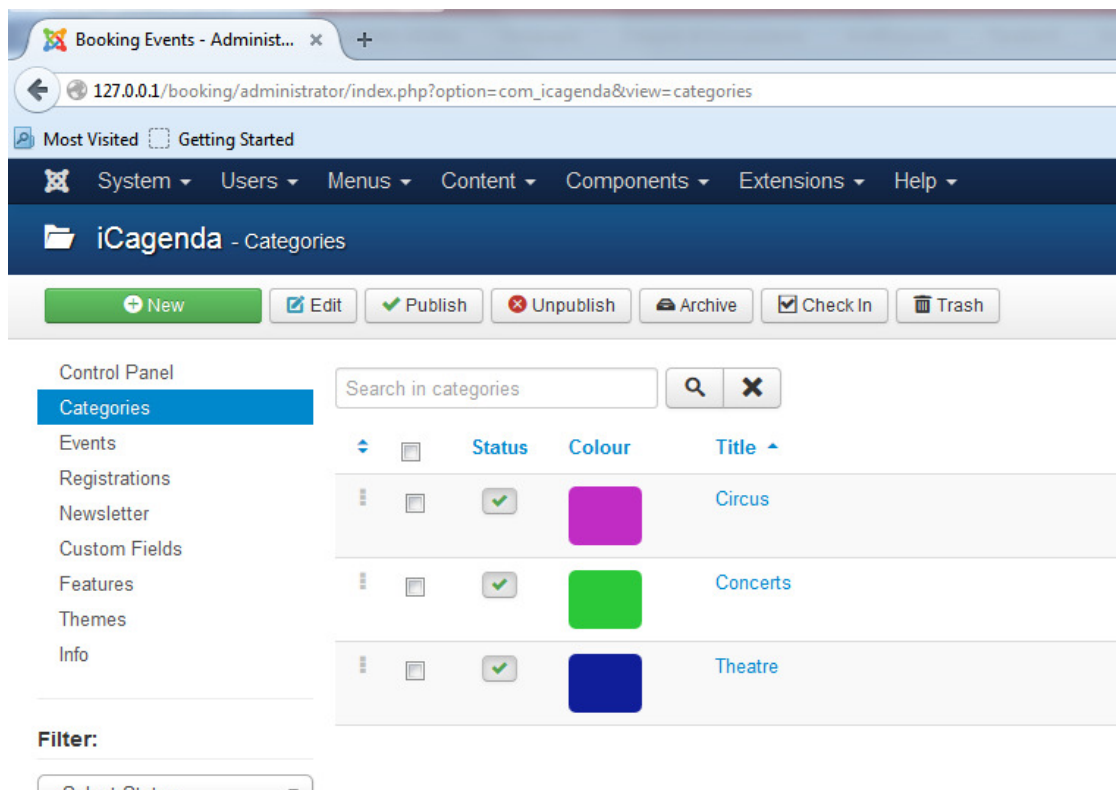 Booking Events - Administ...
127.0.0.1/booking/administrator/index.php?option=com_icagenda&view=categories
Most Visited Getting Started
System Users Menus Content Components Extensions Help
iCagenda - Categories
New Edit Publish Unpublish Archive Check In Trash
Control Panel
Categories
Events
Registrations
Newsletter
Custom Fields
Features
Themes
Info
Filter:
Search in categories
Status Colour Title
Circus
Concerts
Theatre